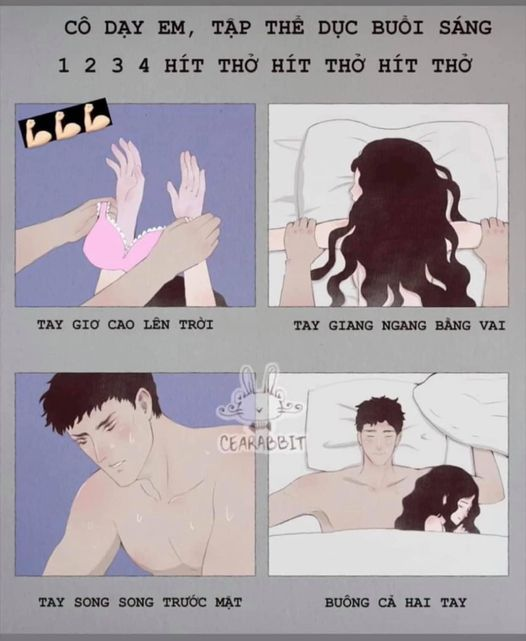 CÔ DẠY EM, TẬP THỂ DỤC BUỔI SÁNG
1 2 3 4 HÍT THỞ HÍT THỞ HÍT THỞ
TAY GIƠ CAO LÊN TRỜI
TAY GIANG NGANG BẰNG VAI
CEARABBIT
TAY SONG SONG TRƯỚC MẶT
BUÔNG CẢ HAI TAY